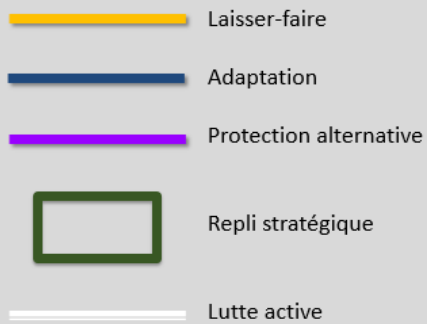 Laisser-faire
Adaptation
Protection alternative
Repli stratégique
Lutte active